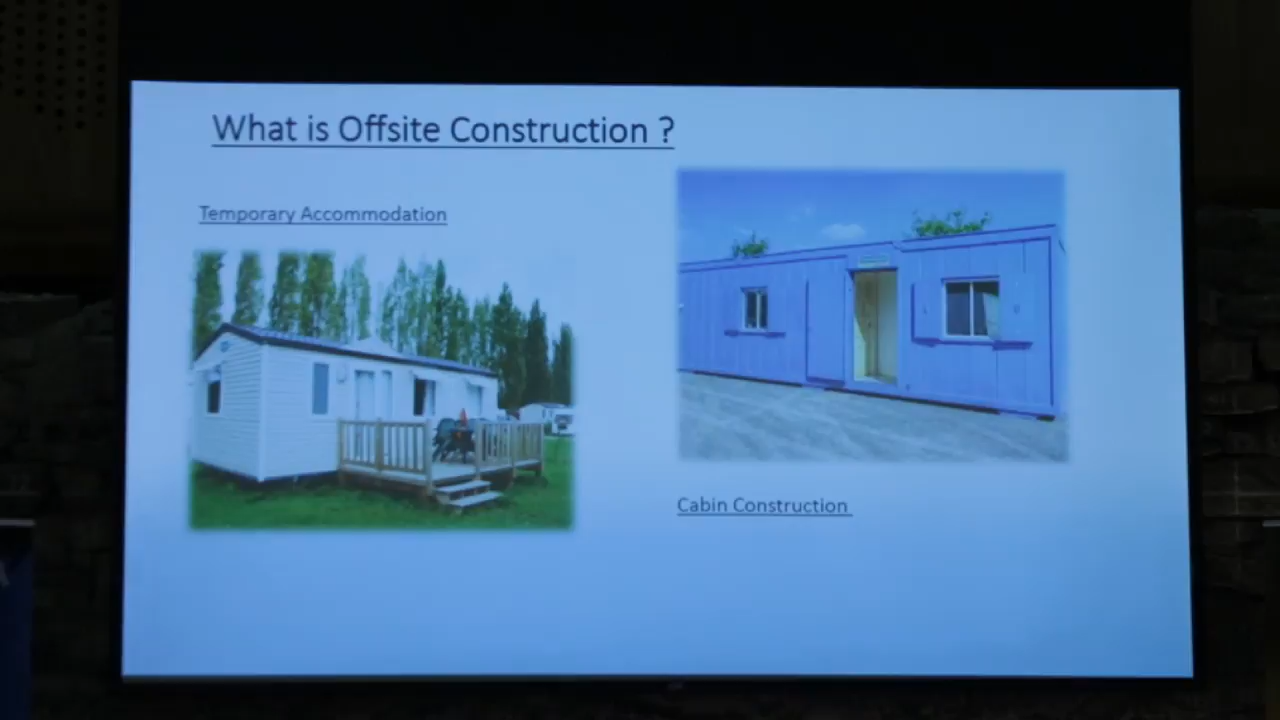 What is Offsite Construction ?
Temporary Accommodation
Cabin Construction